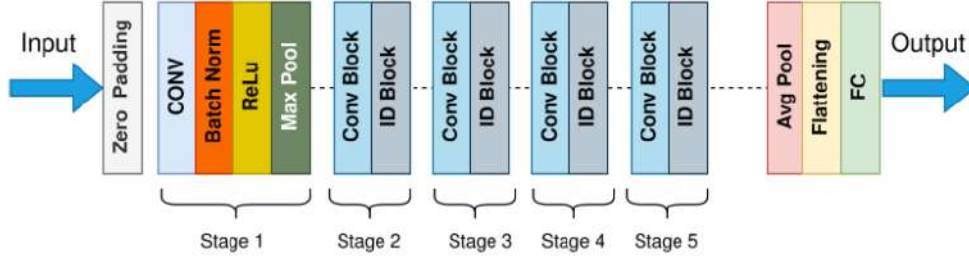 Input
Zero Padding
CONV
Batch Norm
ReLu
Max Pool
Conv Block
ID Block
Conv Block
ID Block
Conv Block
ID Block
Conv Block
ID Block
Avg Pool
Flattening
FC
Output
Stage 1
Stage 2
Stage 3
Stage 4
Stage 5